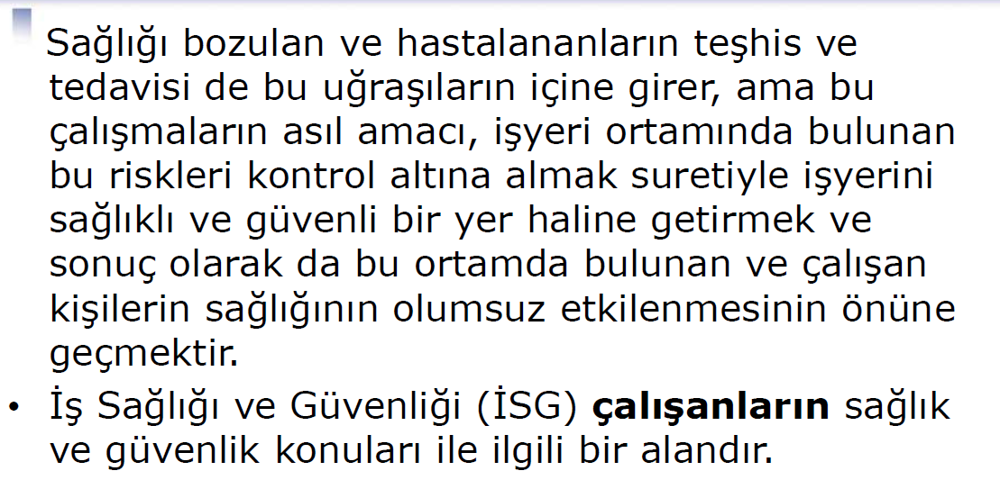 Sağlığı bozulan ve hastalananların teşhis ve
tedavisi de bu uğraşıların içine girer, ama bu
çalışmaların asıl amacı, işyeri ortamında bulunan
bu riskleri kontrol altına almak suretiyle işyerini
sağlıklı ve güvenli bir yer haline getirmek ve
sonuç olarak da bu ortamda bulunan ve çalışan
kişilerin sağlığının olumsuz etkilenmesinin önüne
geçmektir.
• İş Sağlığı ve Güvenliği (İSG) çalışanların sağlık
ve güvenlik konuları ile ilgili bir alandır.